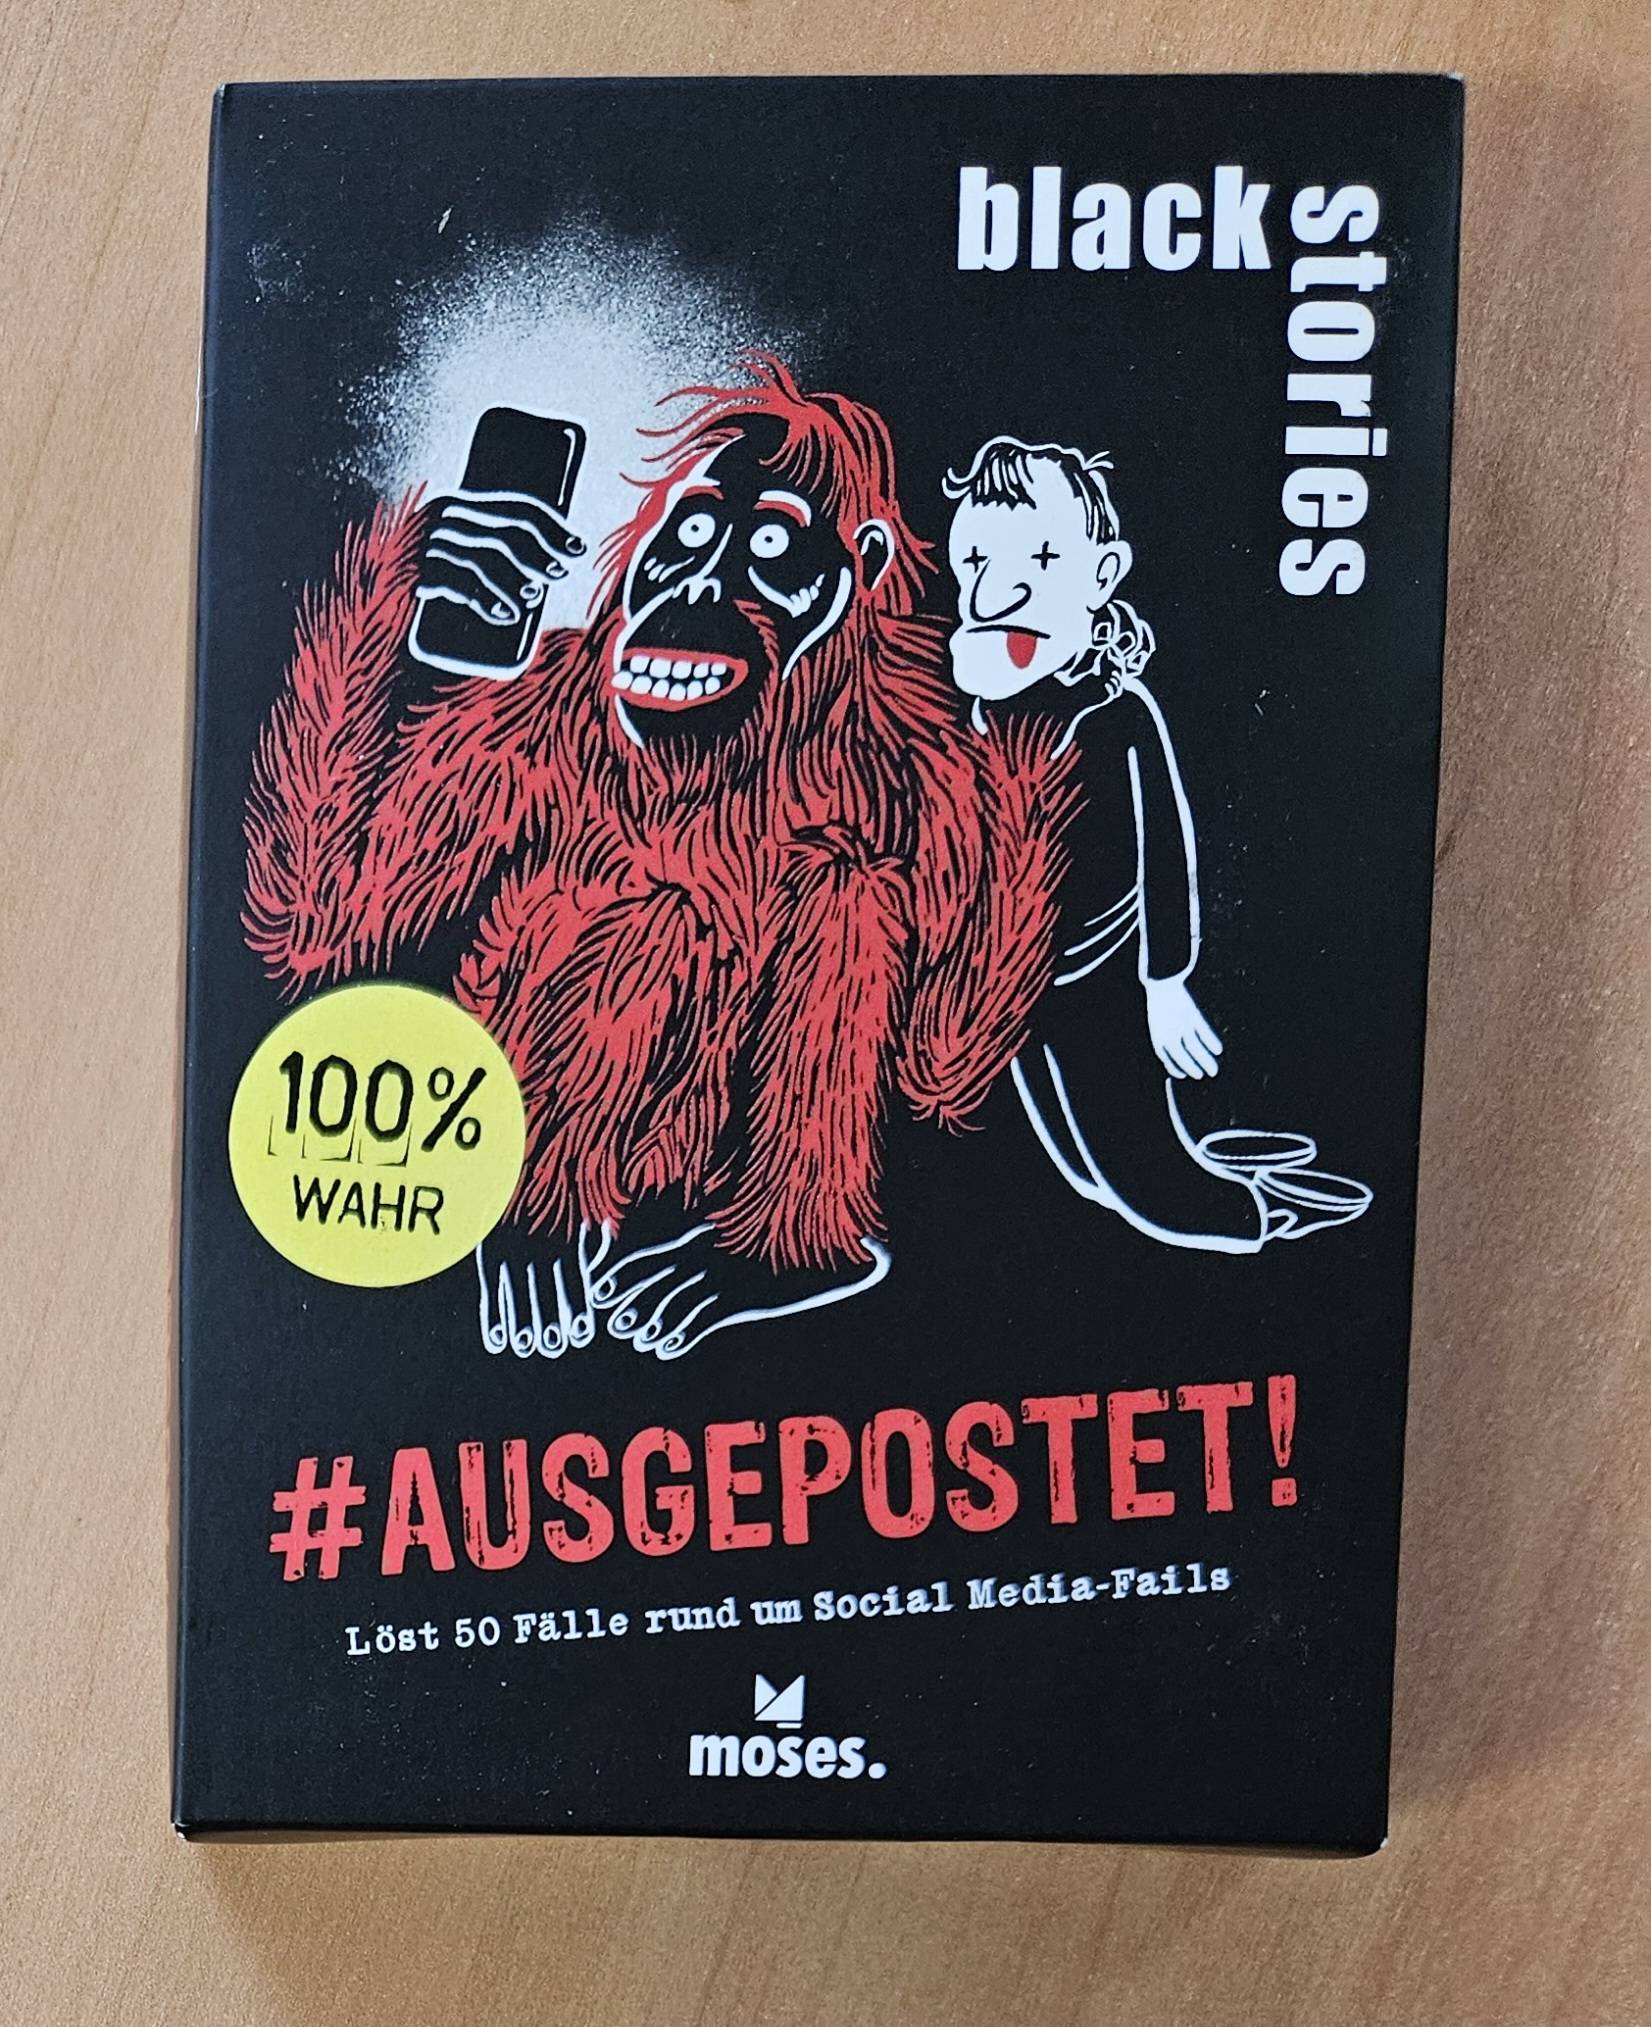 black
stories
100%
WAHR
#AUSGEPOSTET!
Löst 50 Fälle rund um Social Media-Fails
moses.